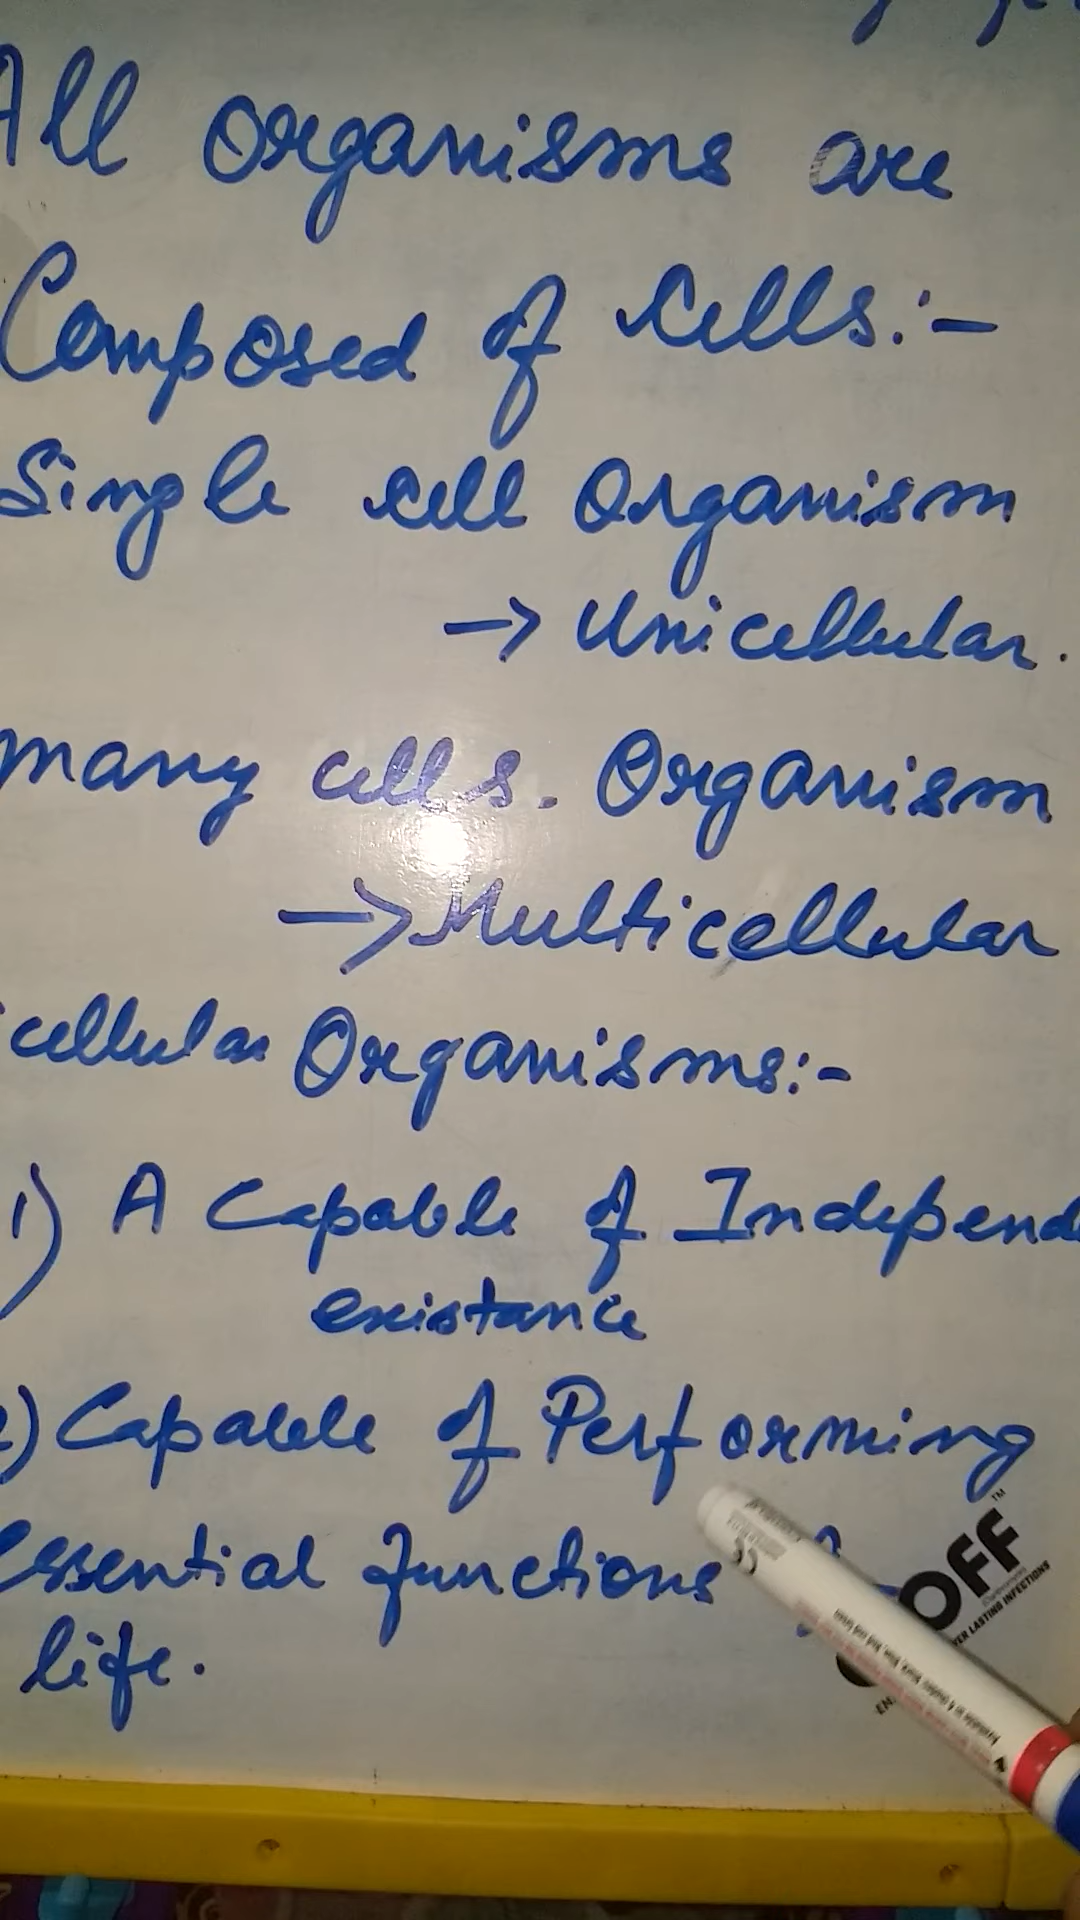 All Organisms are
Composed of Cells:-
Single cell Organism
→ Unicellular.
many cells. Organism
→ Multicellular
cellular Organisms:-
1) A Capable of Independ
existance
2) Capable of Performing
Essential functions
life.
OFF TM